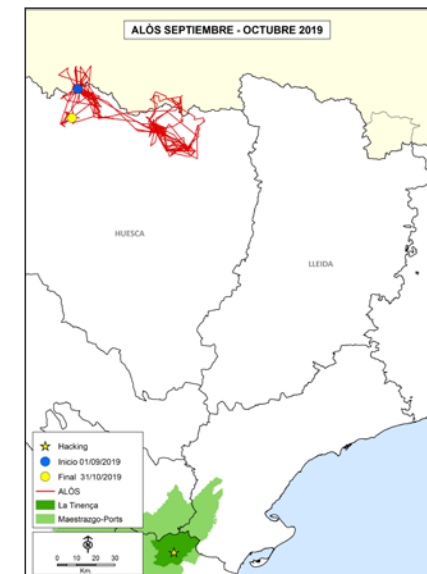 ALÒS SEPTIEMBRE - OCTUBRE 2019
HUESCA
LLEIDA
Hacking
Inicio 01/09/2019
Final 31/10/2019
ALÒS
La Tinença
Maestrazgo-Ports
N
0 10 20 30
Km.